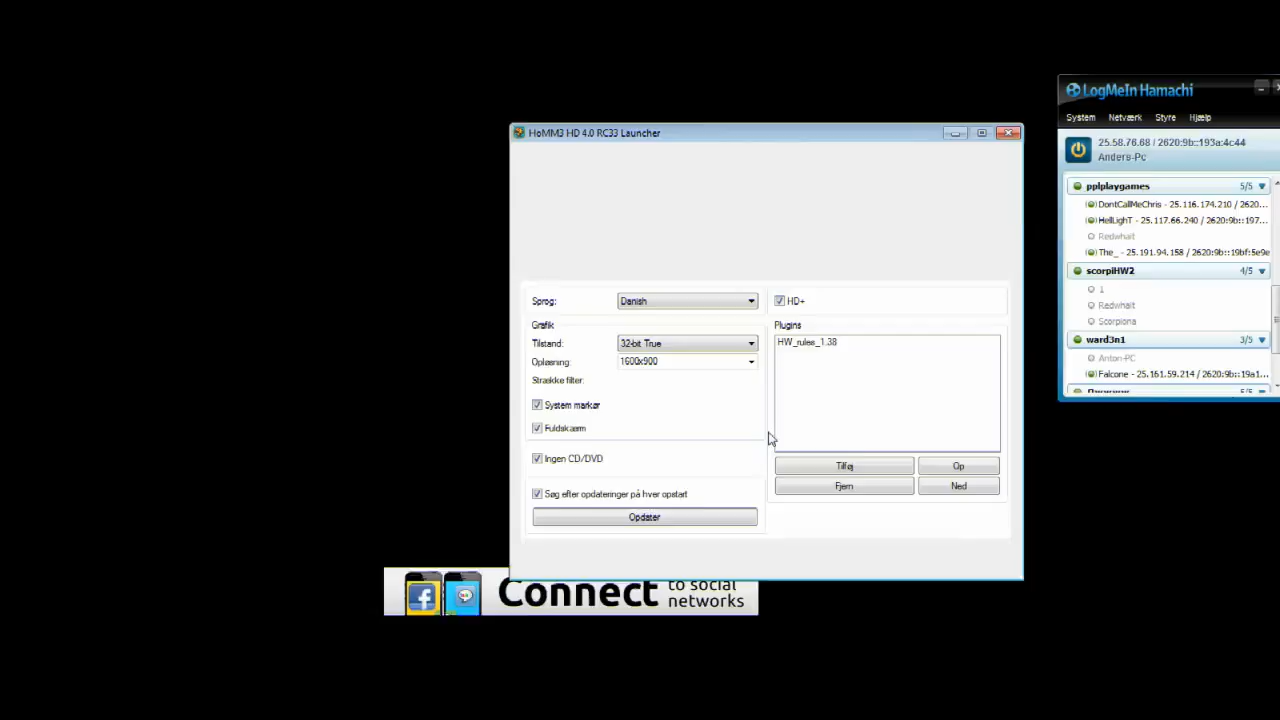 HoMM3 HD 4.0 RC33 Launcher
Sprog:
Danish
HD+
Grafik
Tilstand:
32-bit True
Opløsning:
1600x900
Strække filter:
System markør
Fuldskærm
Ingen CD/DVD
Søg efter opdateringer på hver opstart
Opdater
Plugins
HW_rules_1.38
Tilføj
Op
Fjern
Ned
LogMeIn Hamachi
System Netværk Styre Hjælp
25.58.76.68 / 2620:9b::193a:4c44
Anders-Pc
pplplaygames 5/5
DontCallMeChris - 25.116.174.210 / 2620...
HellLighT - 25.117.66.240 / 2620:9b::197...
Redwhait
The_ - 25.191.94.158 / 2620:9b::19bf:5e9e
scorpiHW2 4/5
1
Redwhait
Scorpiona
ward3n1 3/5
Anton-PC
Falcone - 25.161.59.214 / 2620:9b::19a1...
5/5
Connect to social
networks